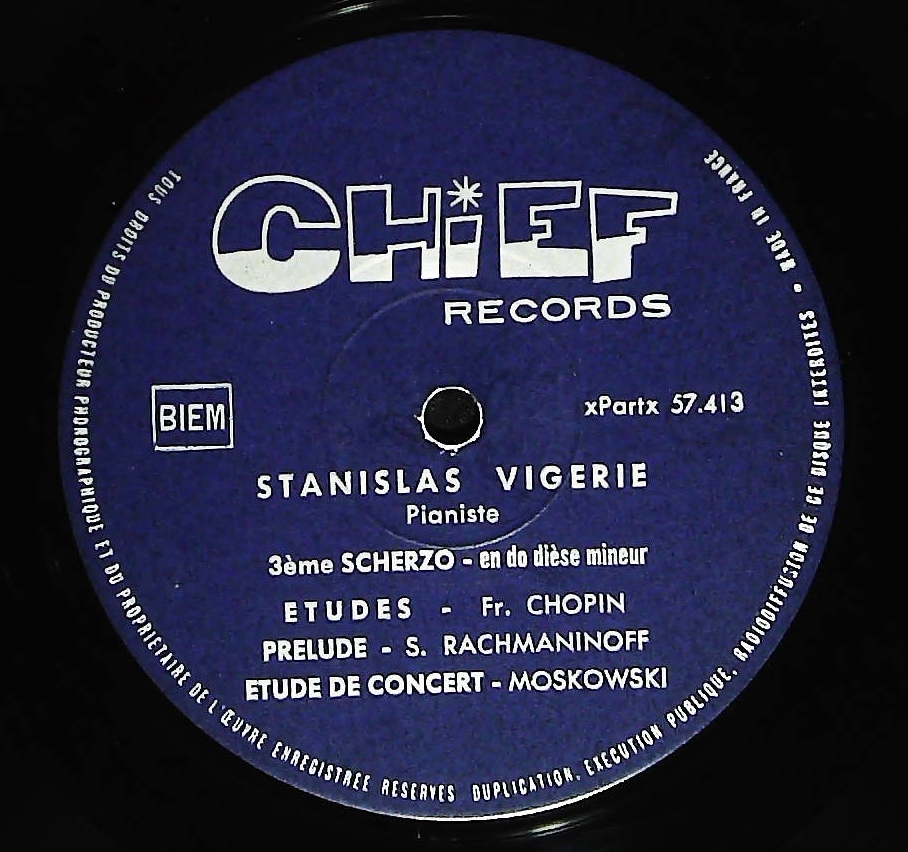 CHiEF
RECORDS
BIEM
xPartx 57.413
STANISLAS VIGERIE
Pianiste
3ème SCHERZO - en do dièse mineur
ETUDES - Fr. CHOPIN
PRELUDE - S. RACHMANINOFF
ETUDE DE CONCERT - MOSKOWSKI
TOUS DROITS DU PRODUCTEUR PHONOGRAPHIQUE ET DU PROPRIETAIRE DE L'ŒUVRE ENREGISTREE RESERVES DUPLICATION, EXECUTION PUBLIQUE, RADIODIFFUSION DE CE DISQUE INTERDITES • MADE IN FRANCE